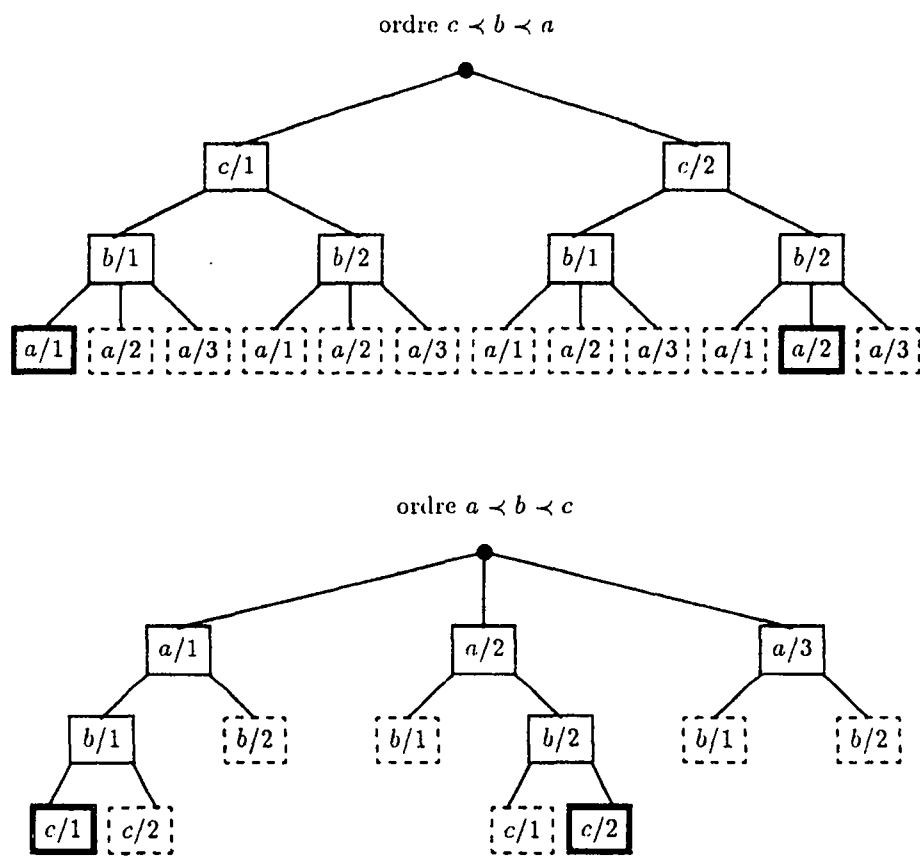 ordre c ≺ b ≺ a
c/1 c/2
b/1 b/2 b/1 b/2
a/1 a/2 a/3 a/1 a/2 a/3 a/1 a/2 a/3 a/1 a/2 a/3
ordre a ≺ b ≺ c
a/1 a/2 a/3
b/1 b/2 b/1 b/2 b/1 b/2
c/1 c/2 c/1 c/2